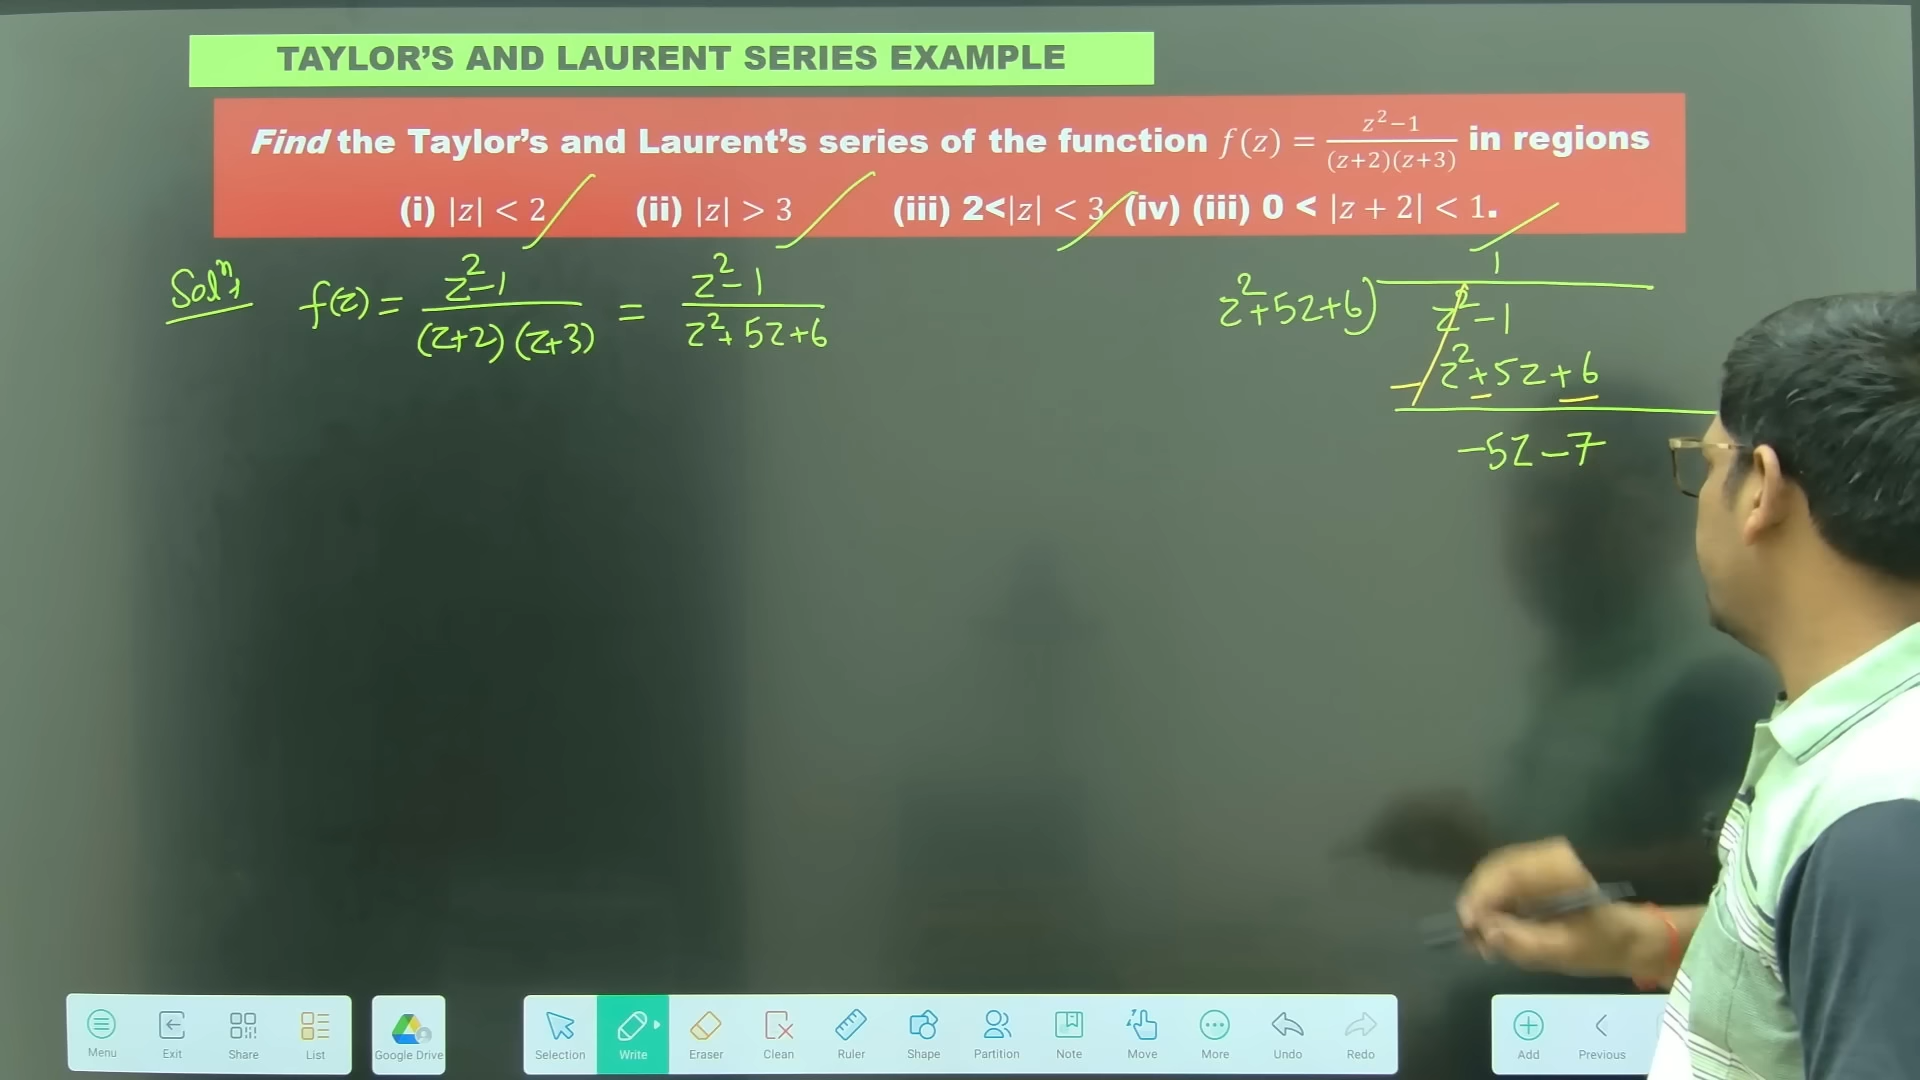 TAYLOR'S AND LAURENT SERIES EXAMPLE
Find the Taylor's and Laurent's series of the function f(z) = z²−1 / (z+2)(z+3) in regions
(i) |z| < 2 (ii) |z| > 3 (iii) 2<|z| < 3 (iv) (iii) 0 < |z + 2| < 1.
Solⁿ: f(z) = z²−1 / (z+2)(z+3) = z²−1 / z²+5z+6
1
z²+5z+6) z²−1
− z²+5z+6
−5z−7
Menu Exit Share List Google Drive Selection Write Eraser Clean Ruler Shape Partition Note Move More Undo Redo Add Previous